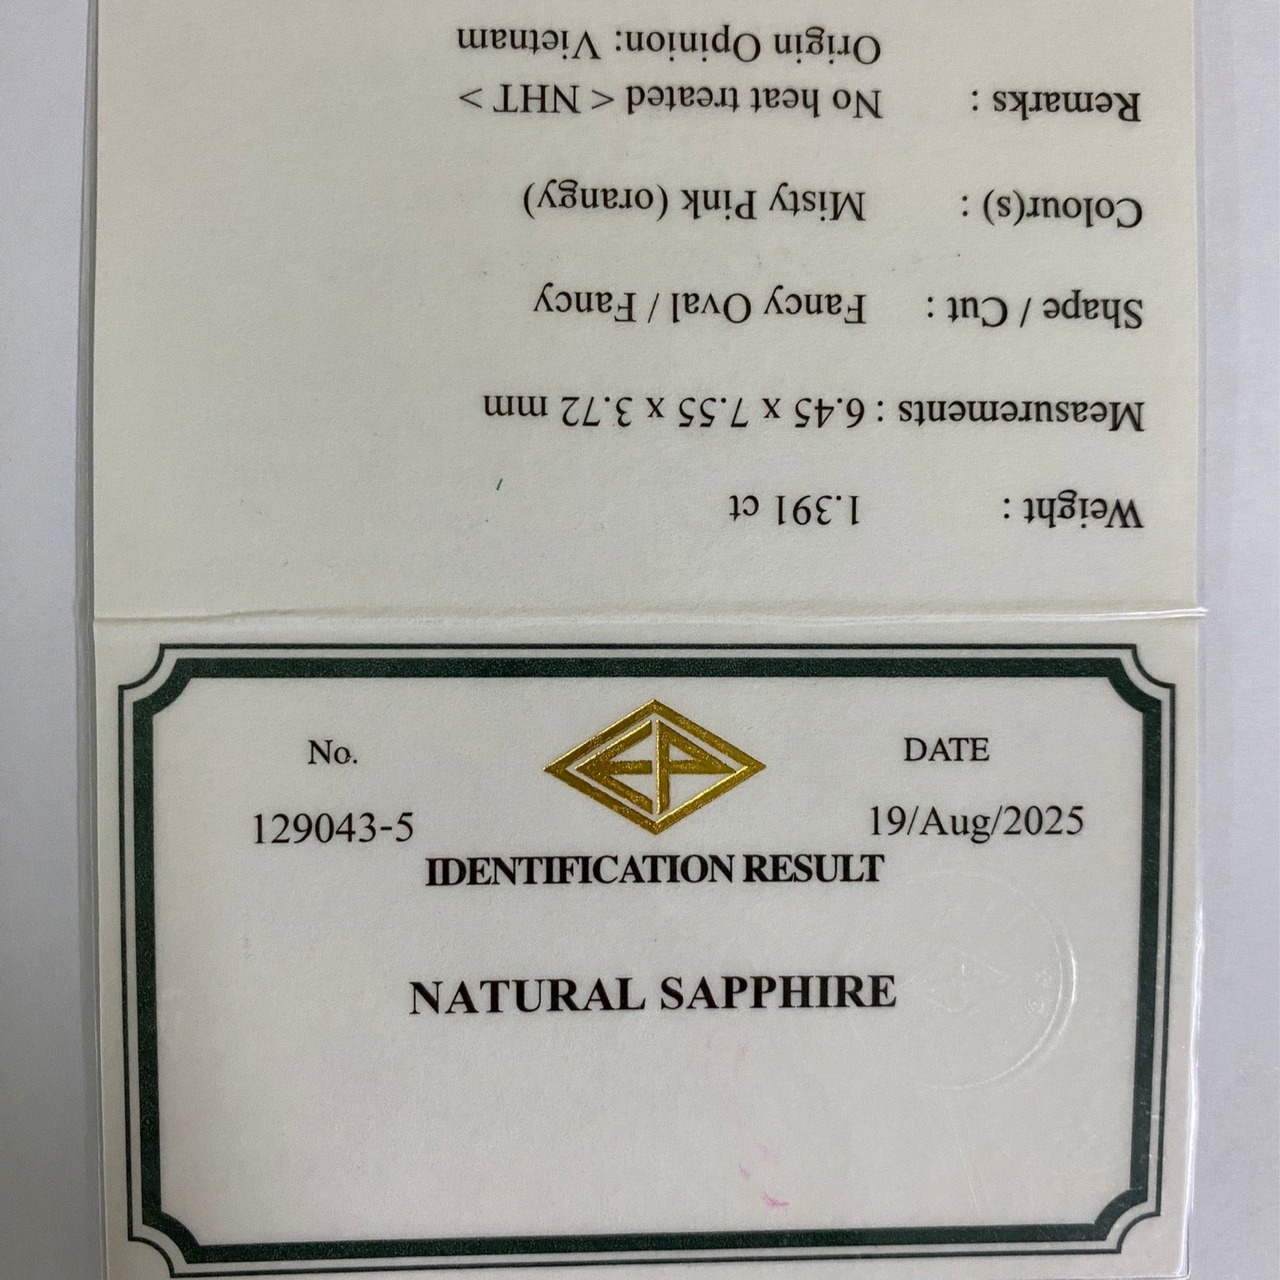 No.
DATE
129043-5
19/Aug/2025
EP
IDENTIFICATION RESULT
NATURAL SAPPHIRE
Weight : 1.391 ct
Measurements : 6.45 x 7.55 x 3.72 mm
Shape / Cut : Fancy Oval / Fancy
Colour(s) : Misty Pink (orangy)
Remarks : No heat treated < NHT >
Origin Opinion: Vietnam